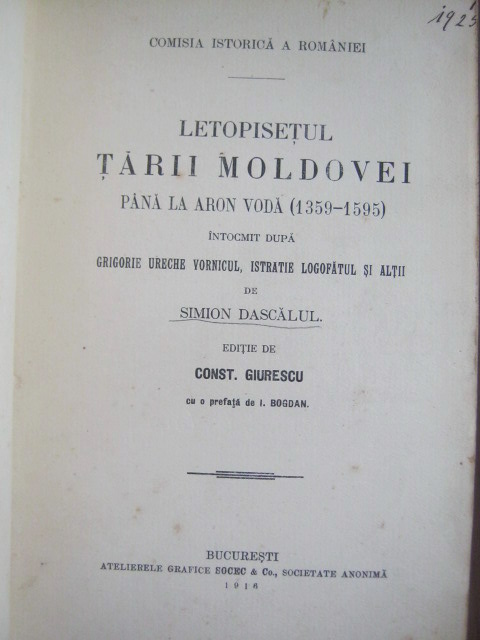 1925
COMISIA ISTORICĂ A ROMÂNIEI
LETOPISEȚUL
ȚĂRII MOLDOVEI
PÂNĂ LA ARON VODĂ (1359–1595)
ÎNTOCMIT DUPĂ
GRIGORIE URECHE VORNICUL, ISTRATIE LOGOFĂTUL ȘI ALȚII
DE
SIMION DASCĂLUL.
EDIȚIE DE
CONST. GIURESCU
cu o prefață de I. BOGDAN.
BUCUREȘTI
ATELIERELE GRAFICE SOCEC & Co., SOCIETATE ANONIMĂ
1916